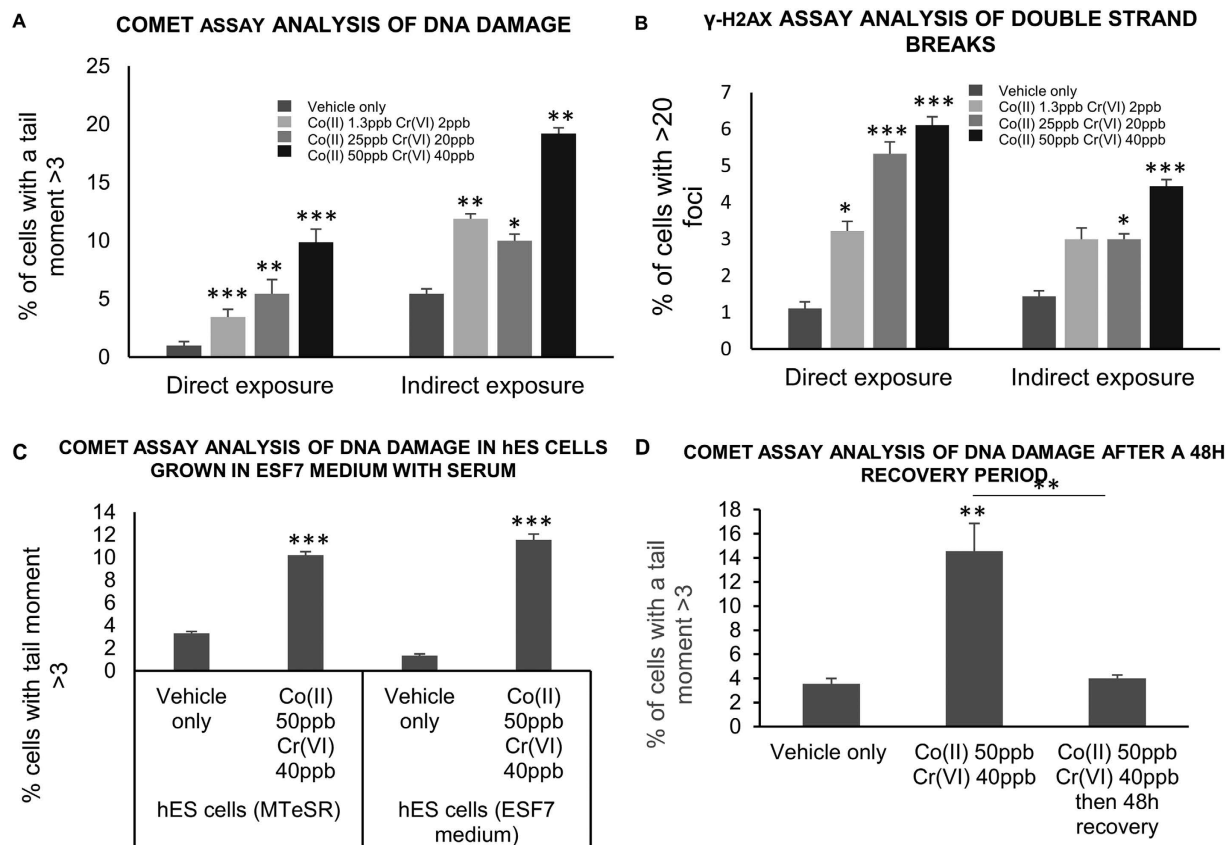 A
COMET ASSAY ANALYSIS OF DNA DAMAGE
% of cells with a tail
moment >3
25
20
15
10
5
0
Vehicle only
Co(II) 1.3ppb Cr(VI) 2ppb
Co(II) 25ppb Cr(VI) 20ppb
Co(II) 50ppb Cr(VI) 40ppb
***
**
***
**
*
**
Direct exposure
Indirect exposure
B
γ-H2AX ASSAY ANALYSIS OF DOUBLE STRAND
BREAKS
% of cells with >20
foci
7
6
5
4
3
2
1
0
Vehicle only
Co(II) 1.3ppb Cr(VI) 2ppb
Co(II) 25ppb Cr(VI) 20ppb
Co(II) 50ppb Cr(VI) 40ppb
*
***
***
*
***
Direct exposure
Indirect exposure
C
COMET ASSAY ANALYSIS OF DNA DAMAGE IN hES CELLS
GROWN IN ESF7 MEDIUM WITH SERUM
% cells with tail moment
>3
14
12
10
8
6
4
2
0
***
***
Vehicle
only
Co(II)
50ppb
Cr(VI)
40ppb
Vehicle
only
Co(II)
50ppb
Cr(VI)
40ppb
hES cells (MTeSR)
hES cells (ESF7
medium)
D
COMET ASSAY ANALYSIS OF DNA DAMAGE AFTER A 48H
RECOVERY PERIOD
% of cells with a tail
moment >3
18
16
14
12
10
8
6
4
2
0
**
**
Vehicle only
Co(II) 50ppb
Cr(VI) 40ppb
Co(II) 50ppb
Cr(VI) 40ppb
then 48h
recovery